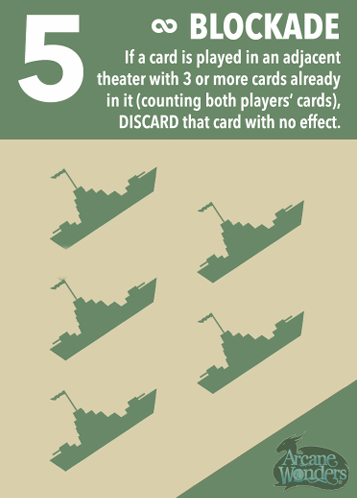 5
∞ BLOCKADE
If a card is played in an adjacent
theater with 3 or more cards already
in it (counting both players’ cards),
DISCARD that card with no effect.
Arcane
Wonders